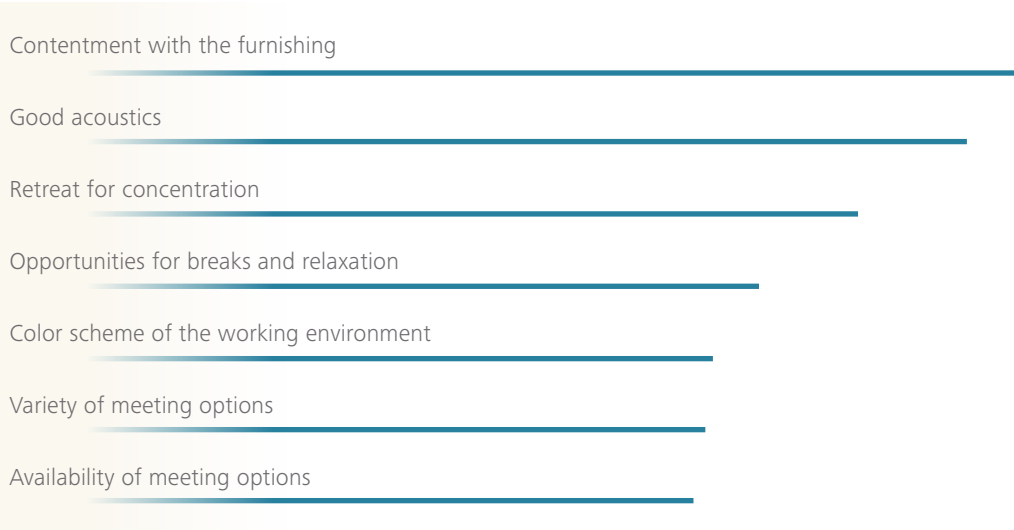 Contentment with the furnishing
Good acoustics
Retreat for concentration
Opportunities for breaks and relaxation
Color scheme of the working environment
Variety of meeting options
Availability of meeting options